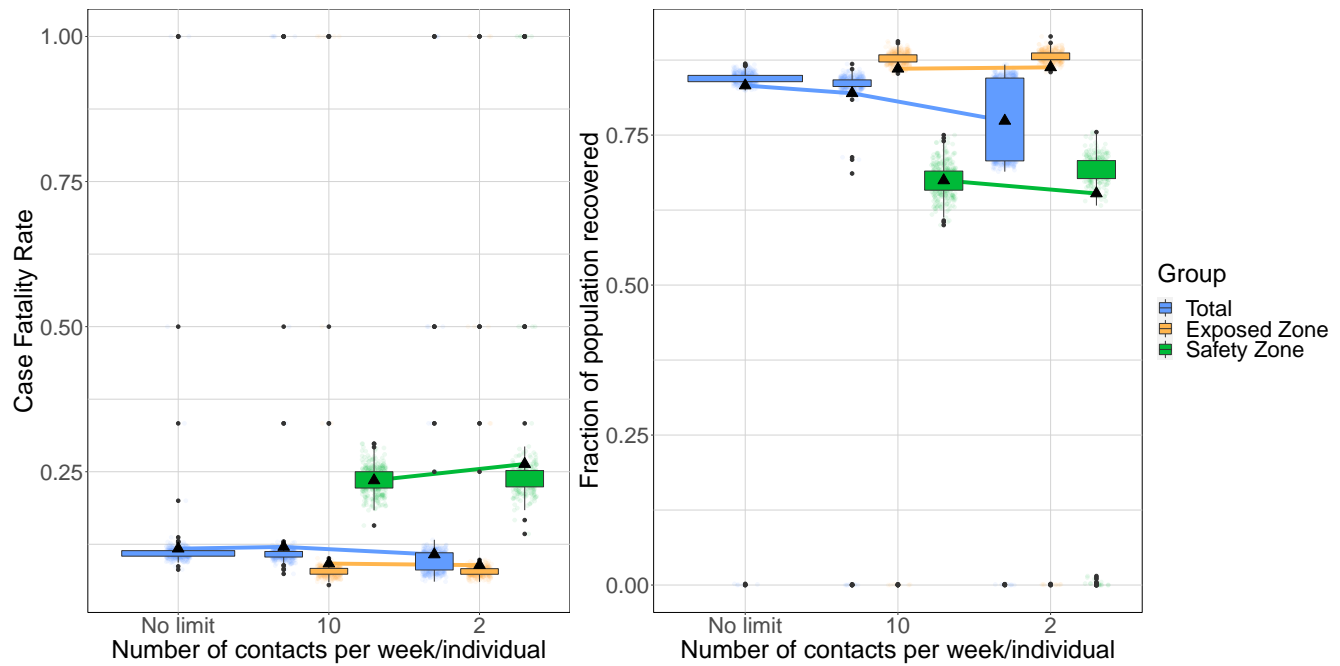 Case Fatality Rate
1.00
0.75
0.50
0.25
No limit
10
2
Number of contacts per week/individual
Fraction of population recovered
0.75
0.50
0.25
0.00
No limit
10
2
Number of contacts per week/individual
Group
Total
Exposed Zone
Safety Zone